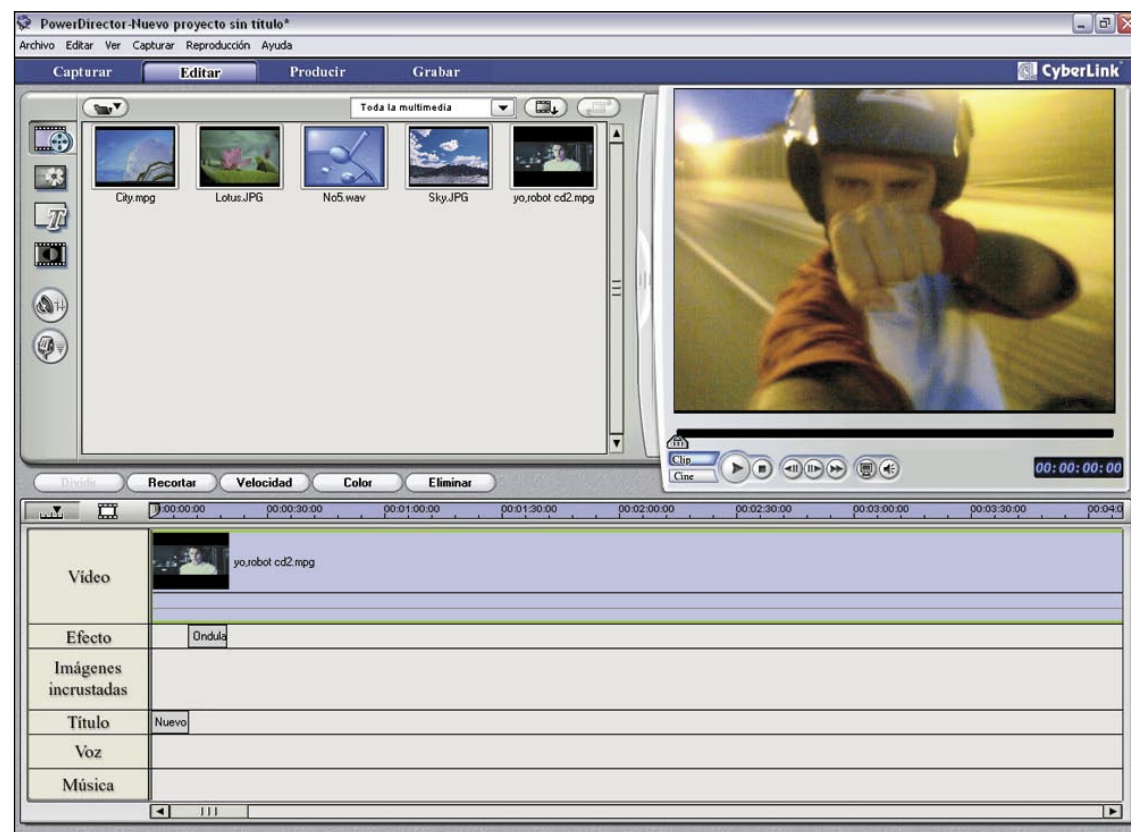 PowerDirector-Nuevo proyecto sin título*
Archivo Editar Ver Capturar Reproducción Ayuda
Capturar Editar Producir Grabar CyberLink
Toda la multimedia
City.mpg Lotus.JPG No5.wav Sky.JPG yo,robot cd2.mpg
Clip
Cine
00:00:00:00
Dividir Recortar Velocidad Color Eliminar
0:00:00:00 00:00:30:00 00:01:00:00 00:01:30:00 00:02:00:00 00:02:30:00 00:03:00:00 00:03:30:00 00:04:0
Vídeo yo,robot cd2.mpg
Efecto Ondula
Imágenes
incrustadas
Título Nuevo
Voz
Música